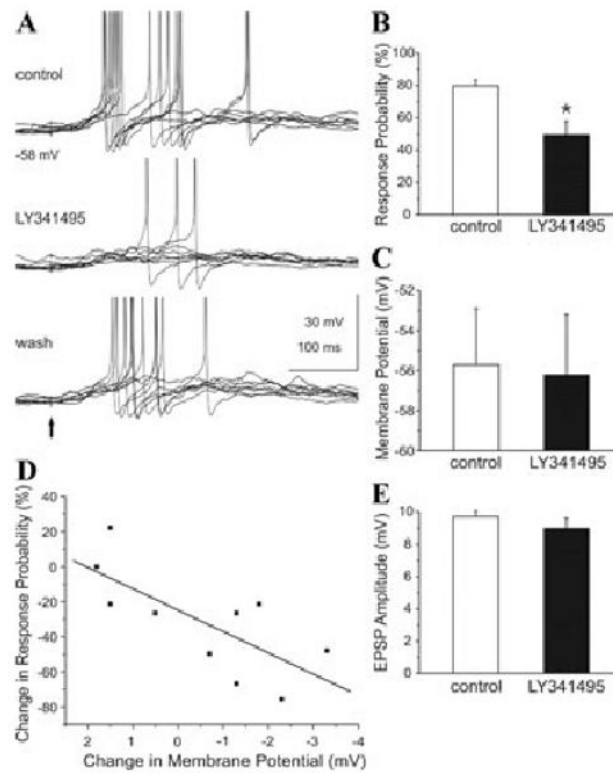 A
control
-58 mV
LY341495
wash
30 mV
100 ms
B
Response Probability (%)
100
80
60
40
20
0
*
control
LY341495
C
Membrane Potential (mV)
-52
-54
-56
-58
-60
control
LY341495
D
Change in Response Probability (%)
40
20
0
-20
-40
-60
-80
2
1
0
-1
-2
-3
-4
Change in Membrane Potential (mV)
E
EPSP Amplitude (mV)
10
8
6
4
2
0
control
LY341495